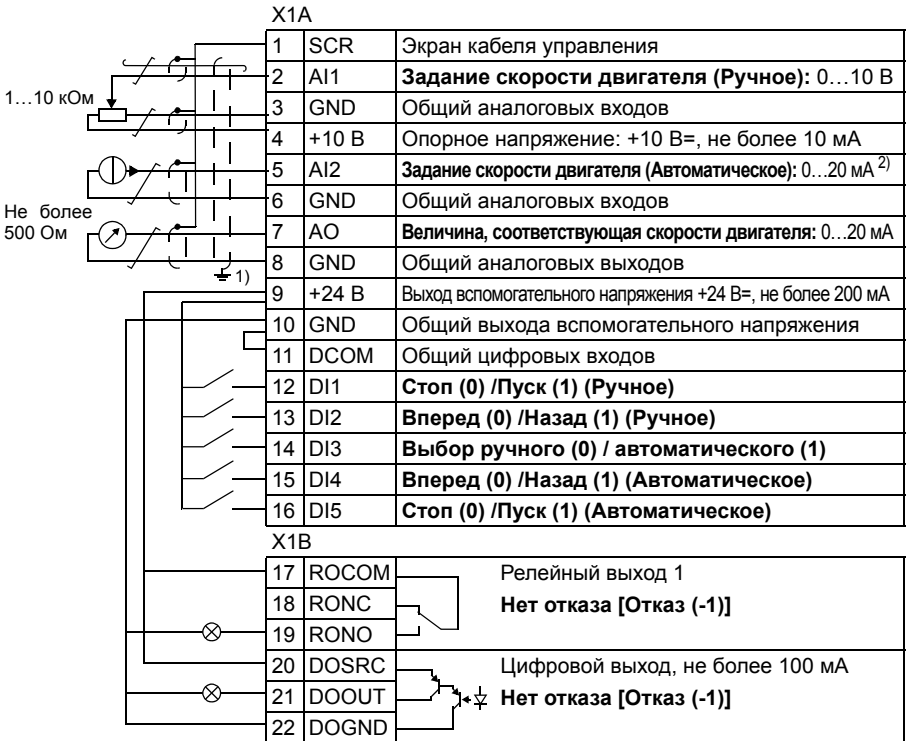 X1A
1 SCR Экран кабеля управления
2 AI1 Задание скорости двигателя (Ручное): 0…10 В
1…10 кОм
3 GND Общий аналоговых входов
4 +10 В Опорное напряжение: +10 В=, не более 10 мА
5 AI2 Задание скорости двигателя (Автоматическое): 0…20 мА 2)
6 GND Общий аналоговых входов
Не более
500 Ом
7 AO Величина, соответствующая скорости двигателя: 0…20 мА
8 GND Общий аналоговых выходов
1)
9 +24 В Выход вспомогательного напряжения +24 В=, не более 200 мА
10 GND Общий выхода вспомогательного напряжения
11 DCOM Общий цифровых входов
12 DI1 Стоп (0) /Пуск (1) (Ручное)
13 DI2 Вперед (0) /Назад (1) (Ручное)
14 DI3 Выбор ручного (0) / автоматического (1)
15 DI4 Вперед (0) /Назад (1) (Автоматическое)
16 DI5 Стоп (0) /Пуск (1) (Автоматическое)
X1B
17 ROCOM Релейный выход 1
18 RONC Нет отказа [Отказ (-1)]
19 RONO
20 DOSRC Цифровой выход, не более 100 мА
21 DOOUT Нет отказа [Отказ (-1)]
22 DOGND